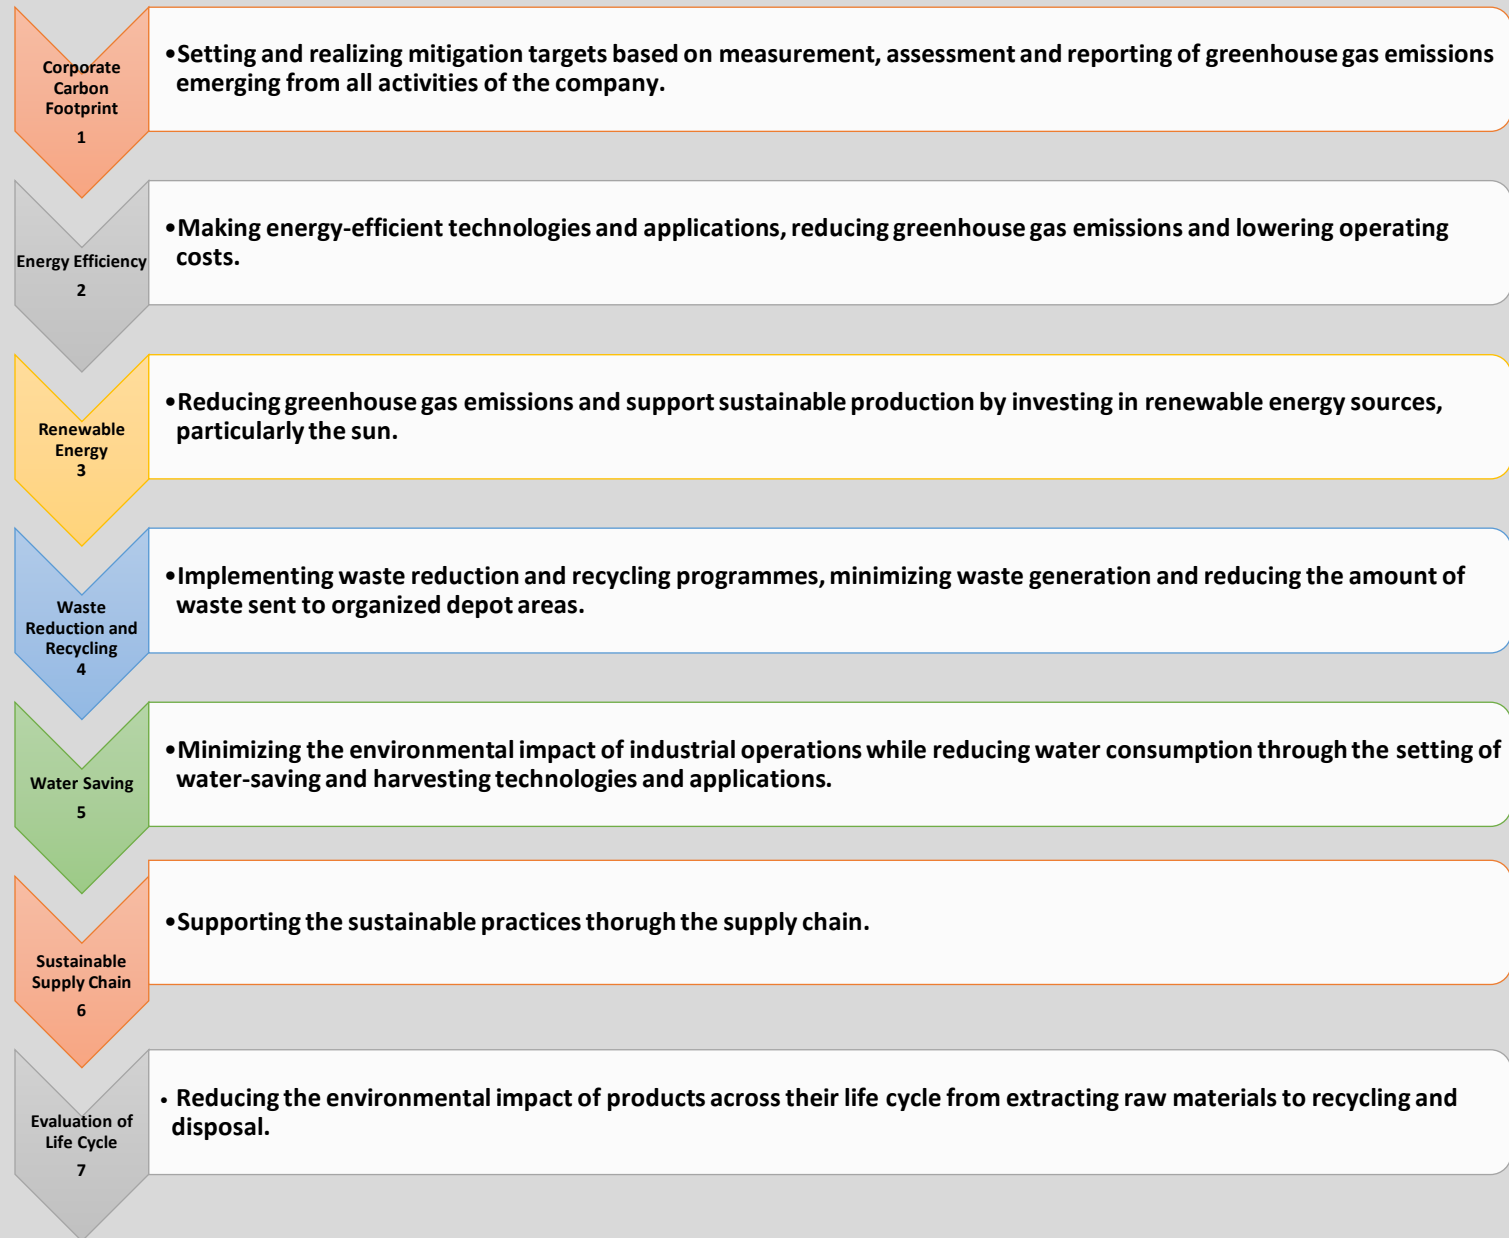 Corporate
Carbon
Footprint
1
•Setting and realizing mitigation targets based on measurement, assessment and reporting of greenhouse gas emissions
emerging from all activities of the company.
Energy Efficiency
2
•Making energy-efficient technologies and applications, reducing greenhouse gas emissions and lowering operating
costs.
Renewable
Energy
3
•Reducing greenhouse gas emissions and support sustainable production by investing in renewable energy sources,
particularly the sun.
Waste
Reduction and
Recycling
4
•Implementing waste reduction and recycling programmes, minimizing waste generation and reducing the amount of
waste sent to organized depot areas.
Water Saving
5
•Minimizing the environmental impact of industrial operations while reducing water consumption through the setting of
water-saving and harvesting technologies and applications.
Sustainable
Supply Chain
6
•Supporting the sustainable practices thorugh the supply chain.
Evaluation of
Life Cycle
7
• Reducing the environmental impact of products across their life cycle from extracting raw materials to recycling and
disposal.